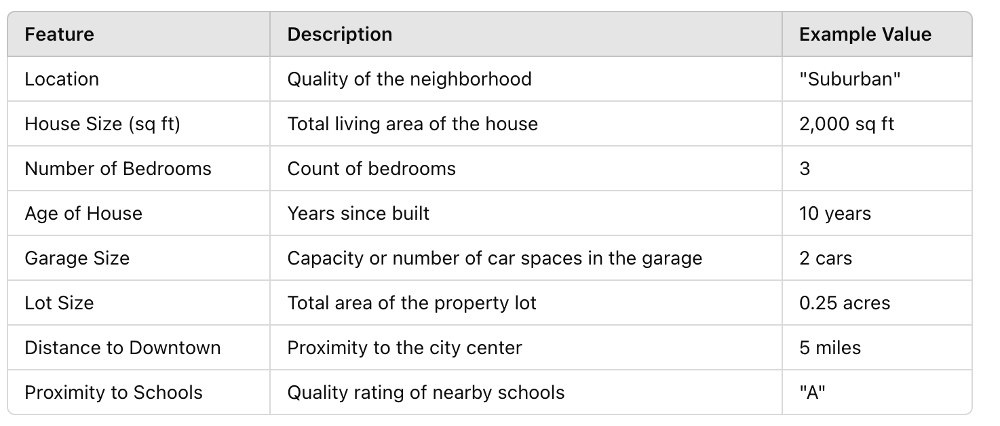 Feature Description Example Value
Location Quality of the neighborhood "Suburban"
House Size (sq ft) Total living area of the house 2,000 sq ft
Number of Bedrooms Count of bedrooms 3
Age of House Years since built 10 years
Garage Size Capacity or number of car spaces in the garage 2 cars
Lot Size Total area of the property lot 0.25 acres
Distance to Downtown Proximity to the city center 5 miles
Proximity to Schools Quality rating of nearby schools "A"